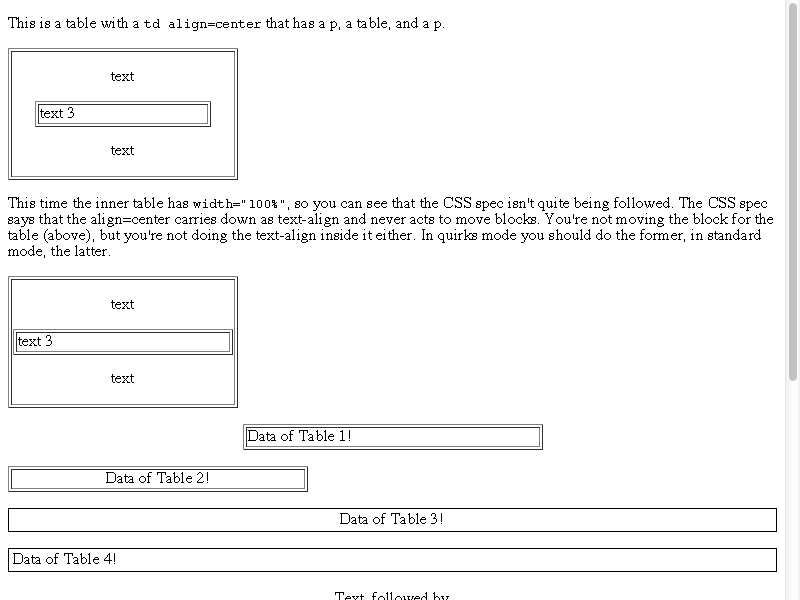 This is a table with a td align=center that has a p, a table, and a p.
text
text 3
text
This time the inner table has width="100%", so you can see that the CSS spec isn't quite being followed. The CSS spec
says that the align=center carries down as text-align and never acts to move blocks. You're not moving the block for the
table (above), but you're not doing the text-align inside it either. In quirks mode you should do the former, in standard
mode, the latter.
text
text 3
text
Data of Table 1!
Data of Table 2!
Data of Table 3!
Data of Table 4!
Text, followed by